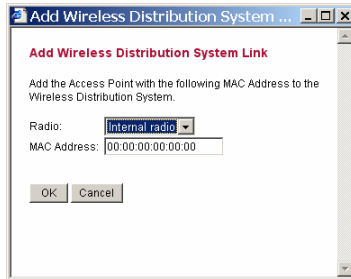 Add Wireless Distribution System ...
Add Wireless Distribution System Link
Add the Access Point with the following MAC Address to the
Wireless Distribution System.
Radio: Internal radio
MAC Address: 00:00:00:00:00:00
OK Cancel